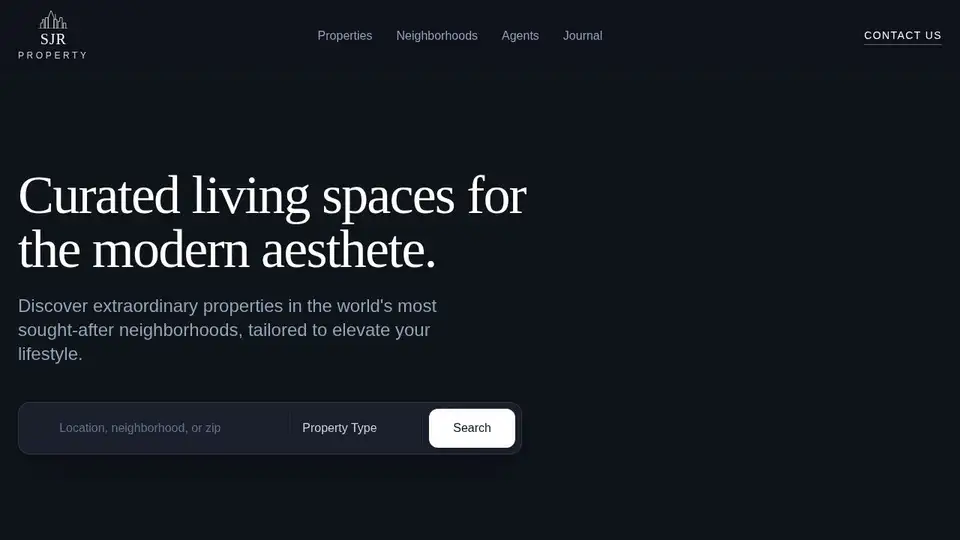 SJR
PROPERTY
Properties
Neighborhoods
Agents
Journal
CONTACT US
Curated living spaces for
the modern aesthete.
Discover extraordinary properties in the world's most
sought-after neighborhoods, tailored to elevate your
lifestyle.
Location, neighborhood, or zip
Property Type
Search